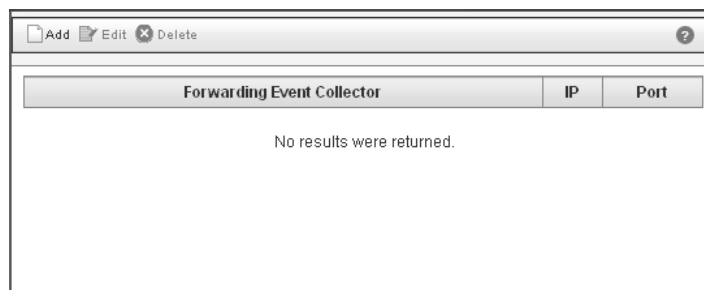 Add Edit Delete ?
Forwarding Event Collector IP Port
No results were returned.